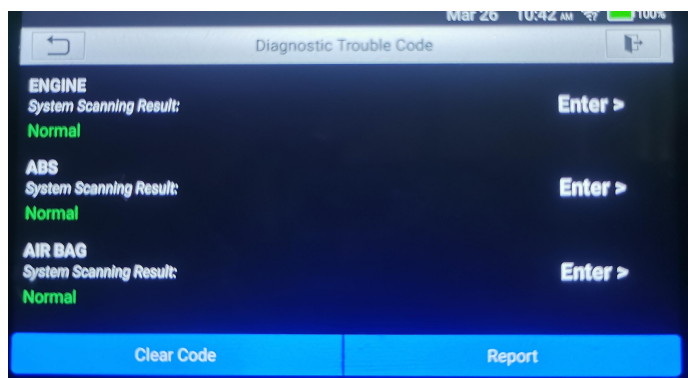 Mar 26 10:42 AM 100%
Diagnostic Trouble Code
ENGINE
System Scanning Result:
Enter >
Normal
ABS
System Scanning Result:
Enter >
Normal
AIR BAG
System Scanning Result:
Enter >
Normal
Clear Code Report